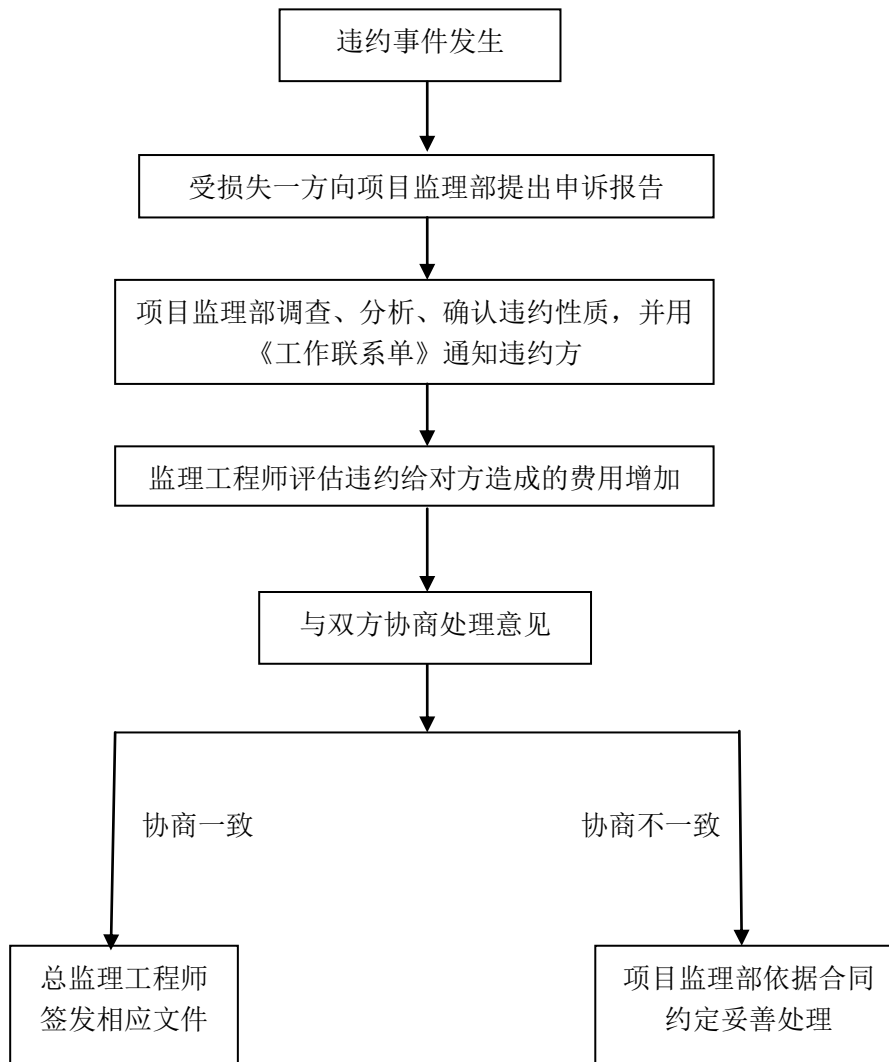 违约事件发生
受损失一方向项目监理部提出申诉报告
项目监理部调查、分析、确认违约性质，并用
《工作联系单》通知违约方
监理工程师评估违约给对方造成的费用增加
与双方协商处理意见
协商一致
协商不一致
总监理工程师
签发相应文件
项目监理部依据合同
约定妥善处理